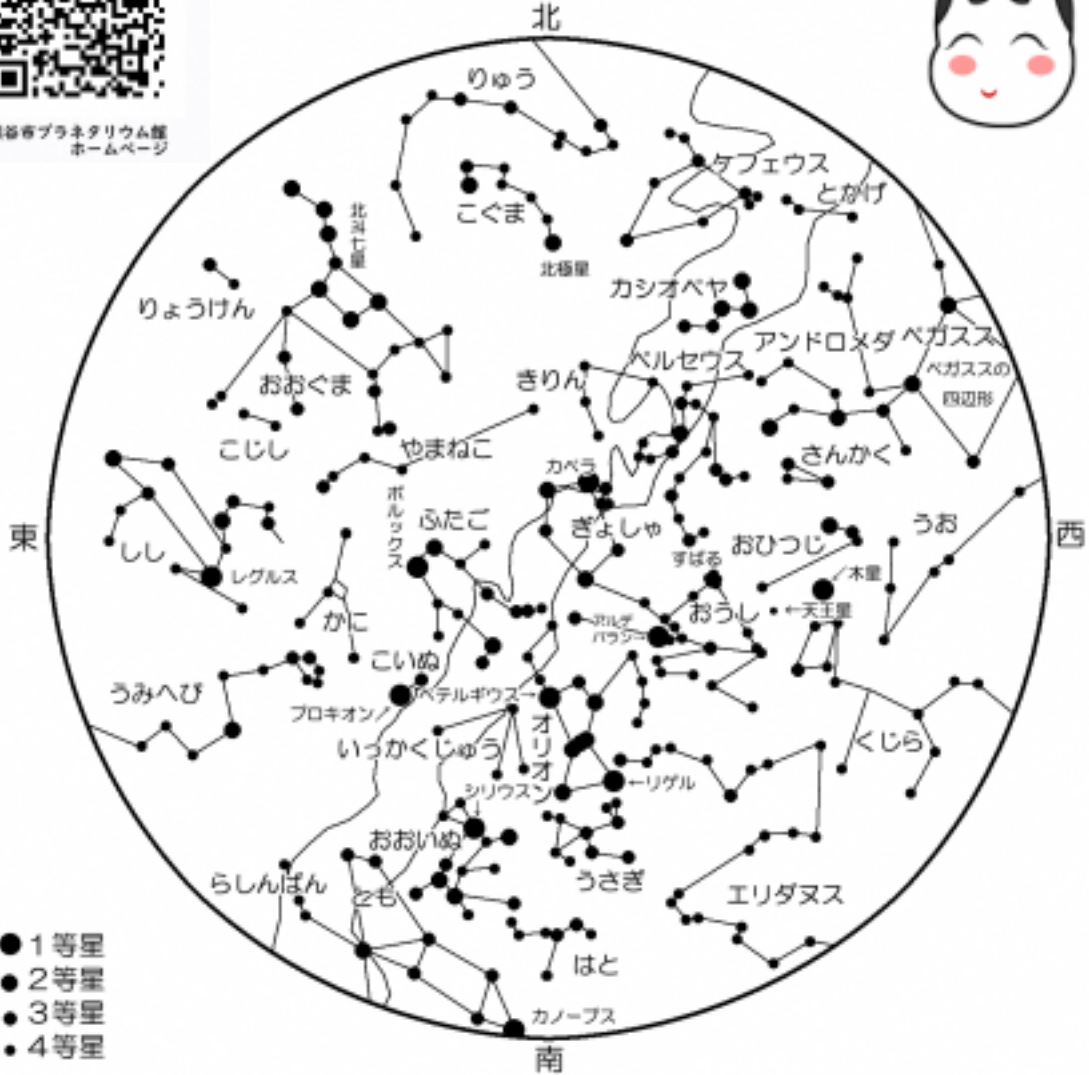 北
谷市プラネタリウム館
ホームページ
りゅう
ケフェウス
とかげ
こぐま
北極星
北斗七星
りょうけん
カシオペヤ
アンドロメダ
ペガスス
ペガススの
四辺形
ペルセウス
きりん
おおぐま
こじし
やまねこ
さんかく
カペラ
ポルックス
ふたご
ぎょしゃ
すばる
おひつじ
うお
東
西
しし
レグルス
木星
←天王星
おうし
アルデ
バラン→
かに
こいぬ
うみへび
プロキオン
ベテルギウス→
オリオン
いっかくじゅう
くじら
←リゲル
シリウス
おおいぬ
うさぎ
エリダヌス
らしんばん
とも
はと
カノープス
1等星
2等星
3等星
4等星
南